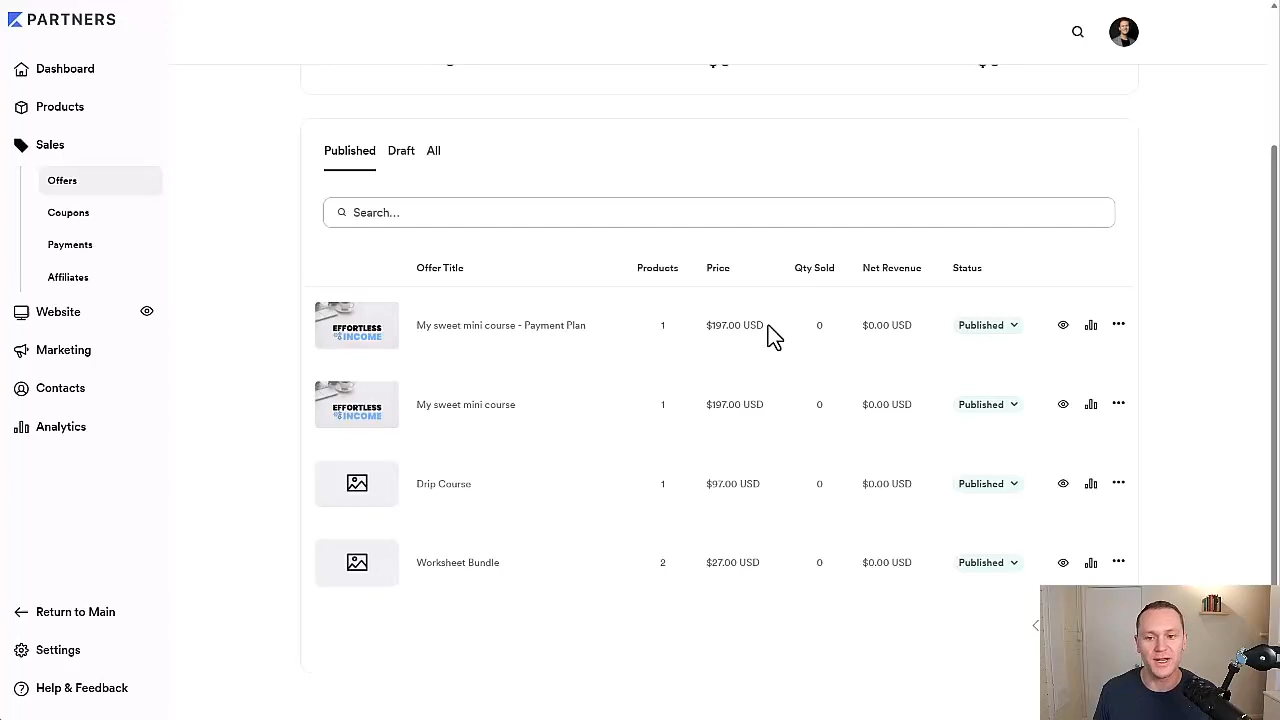 PARTNERS
Dashboard
Products
Sales
Offers
Coupons
Payments
Affiliates
Website
Marketing
Contacts
Analytics
Return to Main
Settings
Help & Feedback
Published Draft All
Search...
Offer Title Products Price Qty Sold Net Revenue Status
EFFORTLESS
INCOME
My sweet mini course - Payment Plan 1 $197.00 USD 0 $0.00 USD Published
EFFORTLESS
INCOME
My sweet mini course 1 $197.00 USD 0 $0.00 USD Published
Drip Course 1 $97.00 USD 0 $0.00 USD Published
Worksheet Bundle 2 $27.00 USD 0 $0.00 USD Published